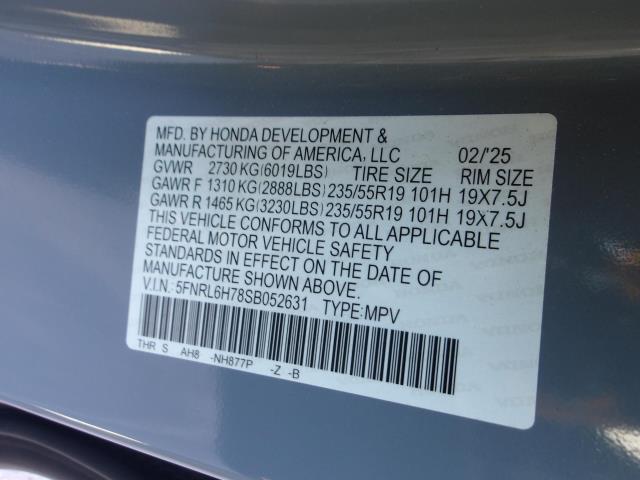 MFD. BY HONDA DEVELOPMENT &
MANUFACTURING OF AMERICA, LLC 02/'25
GVWR 2730 KG(6019LBS) TIRE SIZE RIM SIZE
GAWR F 1310 KG(2888LBS) 235/55R19 101H 19X7.5J
GAWR R 1465 KG(3230LBS) 235/55R19 101H 19X7.5J
THIS VEHICLE CONFORMS TO ALL APPLICABLE
FEDERAL MOTOR VEHICLE SAFETY
STANDARDS IN EFFECT ON THE DATE OF
MANUFACTURE SHOWN ABOVE.
V.I.N.: 5FNRL6H78SB052631 TYPE:MPV
THR S AH8 -NH877P -Z -B